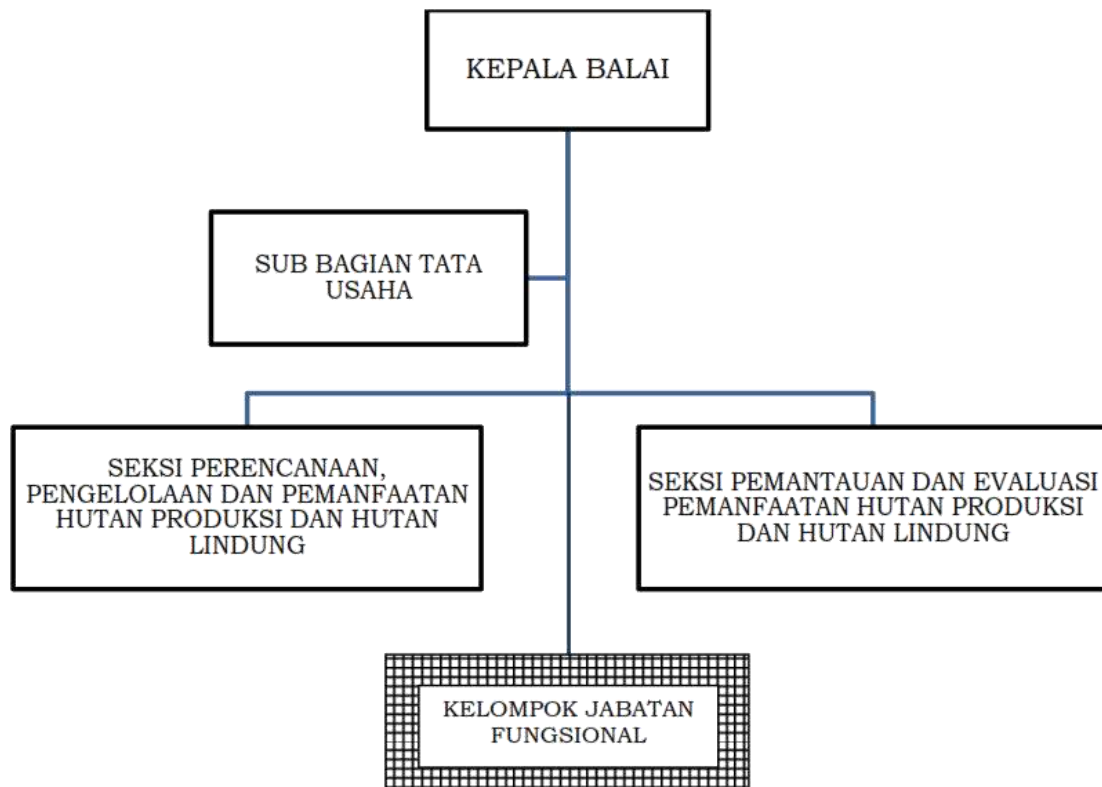 KEPALA BALAI
SUB BAGIAN TATA
USAHA
SEKSI PERENCANAAN,
PENGELOLAAN DAN PEMANFAATAN
HUTAN PRODUKSI DAN HUTAN
LINDUNG
SEKSI PEMANTAUAN DAN EVALUASI
PEMANFAATAN HUTAN PRODUKSI
DAN HUTAN LINDUNG
KELOMPOK JABATAN
FUNGSIONAL